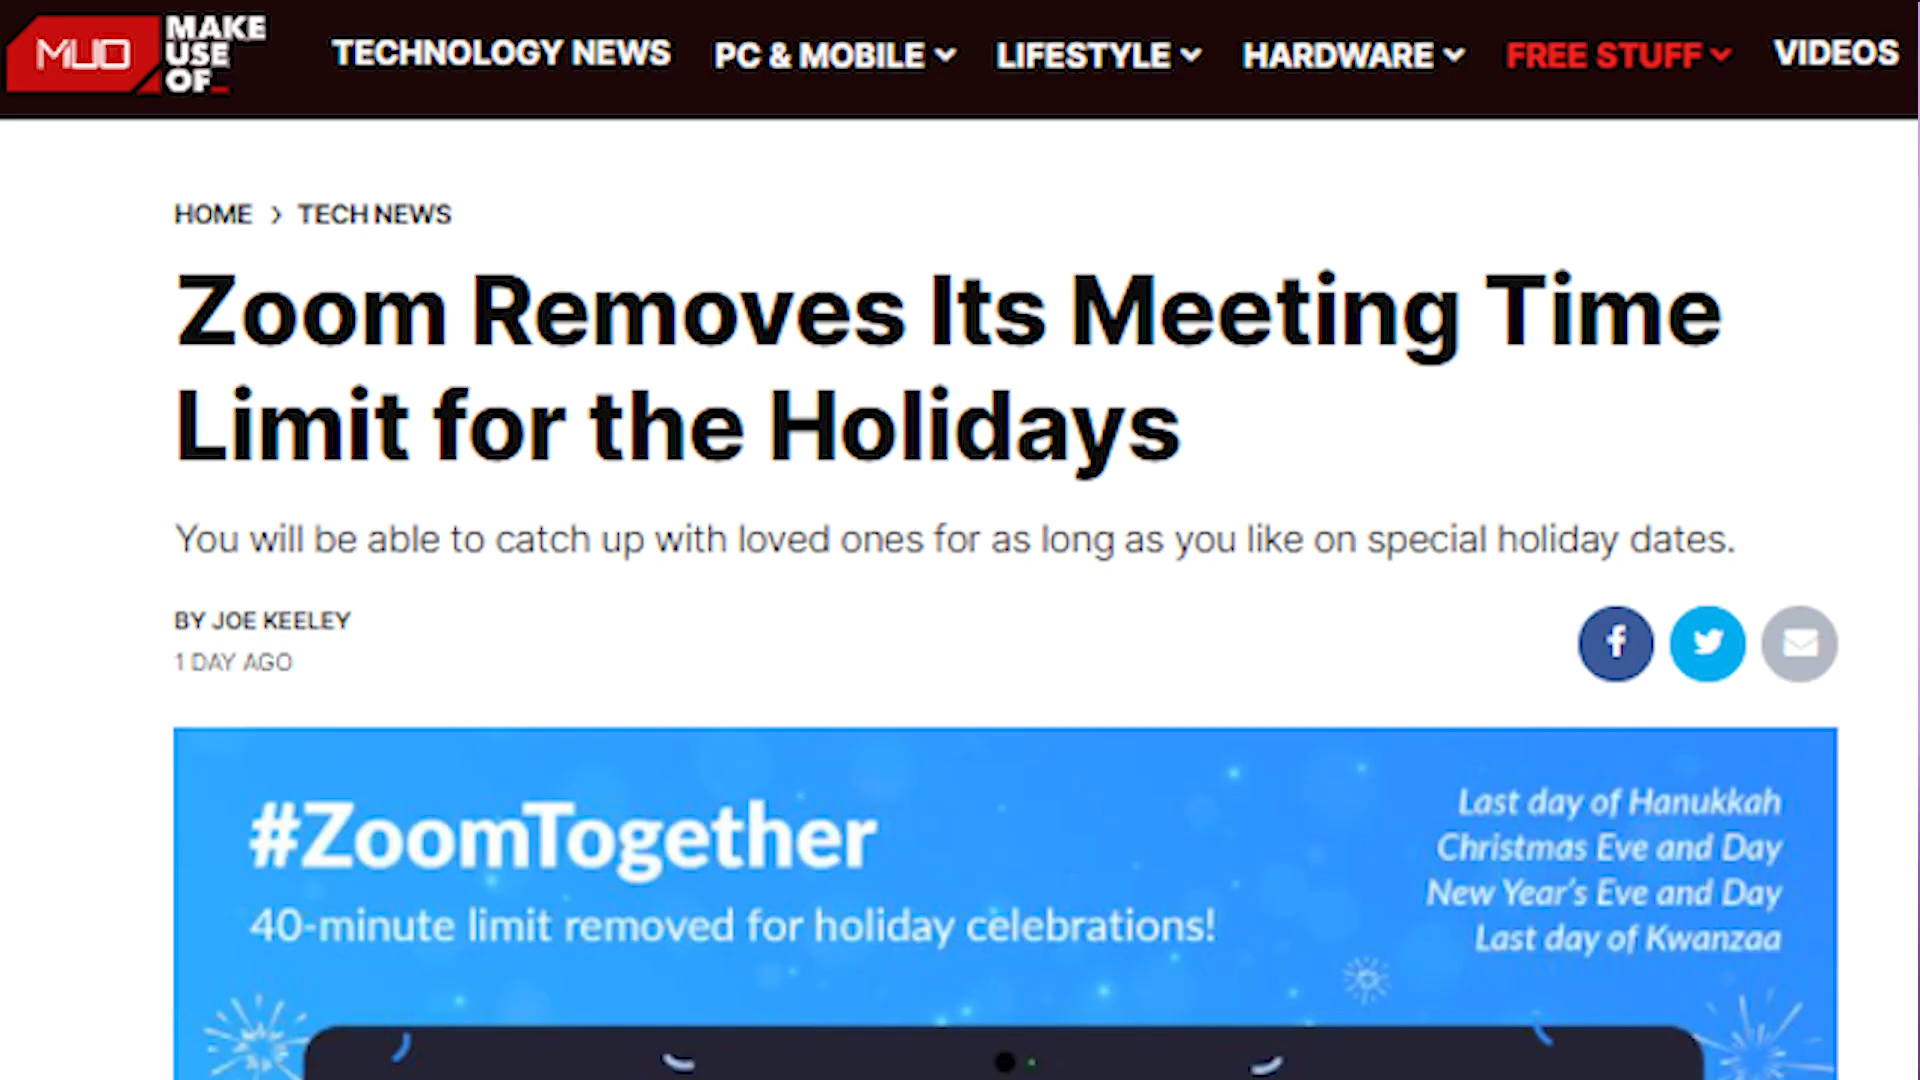 MUO
MAKE
USE
OF_
TECHNOLOGY NEWS
PC & MOBILE
LIFESTYLE
HARDWARE
FREE STUFF
VIDEOS
HOME > TECH NEWS
Zoom Removes Its Meeting Time
Limit for the Holidays
You will be able to catch up with loved ones for as long as you like on special holiday dates.
BY JOE KEELEY
1 DAY AGO
#ZoomTogether
40-minute limit removed for holiday celebrations!
Last day of Hanukkah
Christmas Eve and Day
New Year's Eve and Day
Last day of Kwanzaa